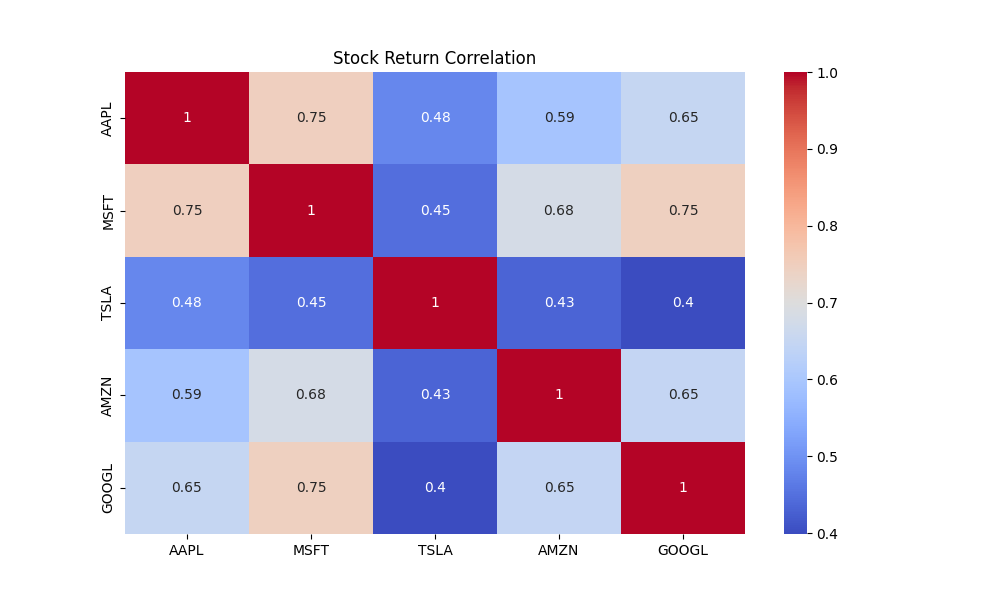 Stock Return Correlation
AAPL 1 0.75 0.48 0.59 0.65
MSFT 0.75 1 0.45 0.68 0.75
TSLA 0.48 0.45 1 0.43 0.4
AMZN 0.59 0.68 0.43 1 0.65
GOOGL 0.65 0.75 0.4 0.65 1
AAPL MSFT TSLA AMZN GOOGL
1.0
0.9
0.8
0.7
0.6
0.5
0.4